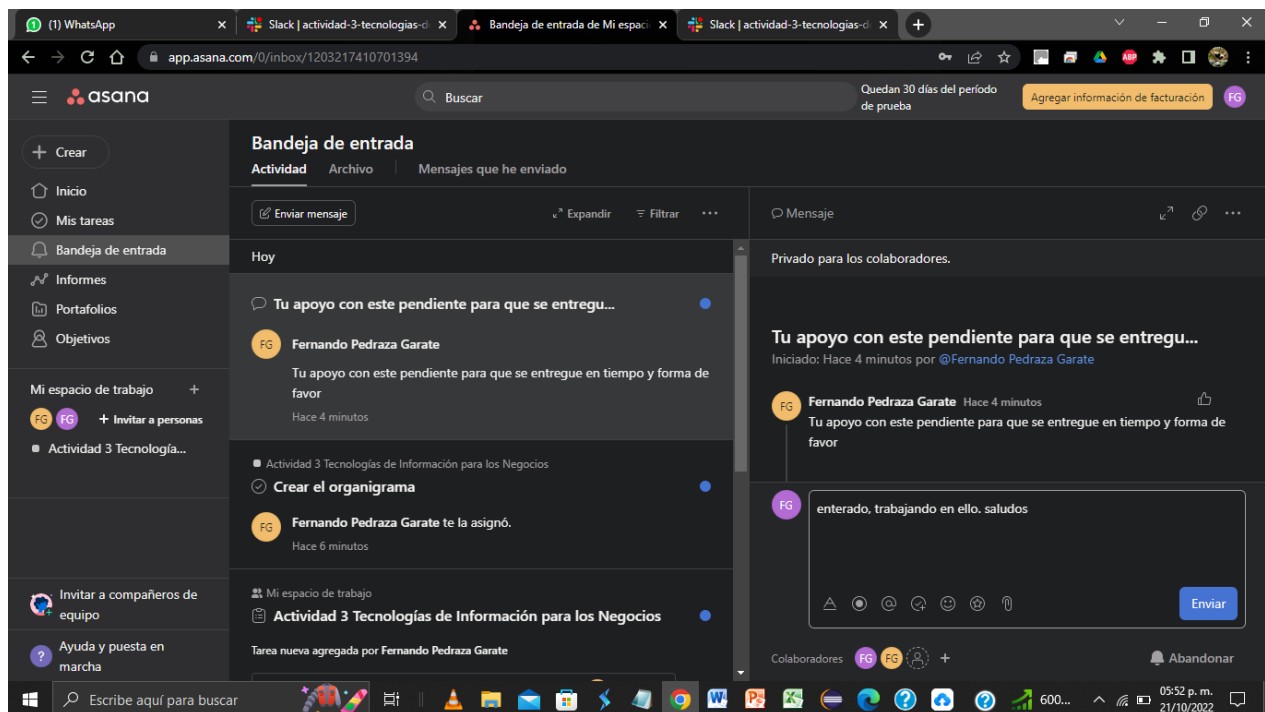 (1) WhatsApp
Slack | actividad-3-tecnologias-d
Bandeja de entrada de Mi espaci
Slack | actividad-3-tecnologias-d
app.asana.com/0/inbox/1203217410701394
ABP
asana
Buscar
Quedan 30 días del período
de prueba
Agregar información de facturación
FG
Crear
Inicio
Mis tareas
Bandeja de entrada
Informes
Portafolios
Objetivos
Mi espacio de trabajo +
FG FG + Invitar a personas
Actividad 3 Tecnología...
Invitar a compañeros de
equipo
? Ayuda y puesta en
marcha
Bandeja de entrada
Actividad Archivo Mensajes que he enviado
Enviar mensaje Expandir Filtrar ...
Hoy
Tu apoyo con este pendiente para que se entregu...
FG Fernando Pedraza Garate
Tu apoyo con este pendiente para que se entregue en tiempo y forma de
favor
Hace 4 minutos
Actividad 3 Tecnologías de Información para los Negocios
Crear el organigrama
FG Fernando Pedraza Garate te la asignó.
Hace 6 minutos
Mi espacio de trabajo
Actividad 3 Tecnologías de Información para los Negocios
Tarea nueva agregada por Fernando Pedraza Garate
Mensaje
Privado para los colaboradores.
Tu apoyo con este pendiente para que se entregu...
Iniciado: Hace 4 minutos por @Fernando Pedraza Garate
FG Fernando Pedraza Garate Hace 4 minutos
Tu apoyo con este pendiente para que se entregue en tiempo y forma de
favor
FG enterado, trabajando en ello. saludos
Enviar
Colaboradores FG FG + Abandonar
Escribe aquí para buscar
600...
05:52 p. m.
21/10/2022